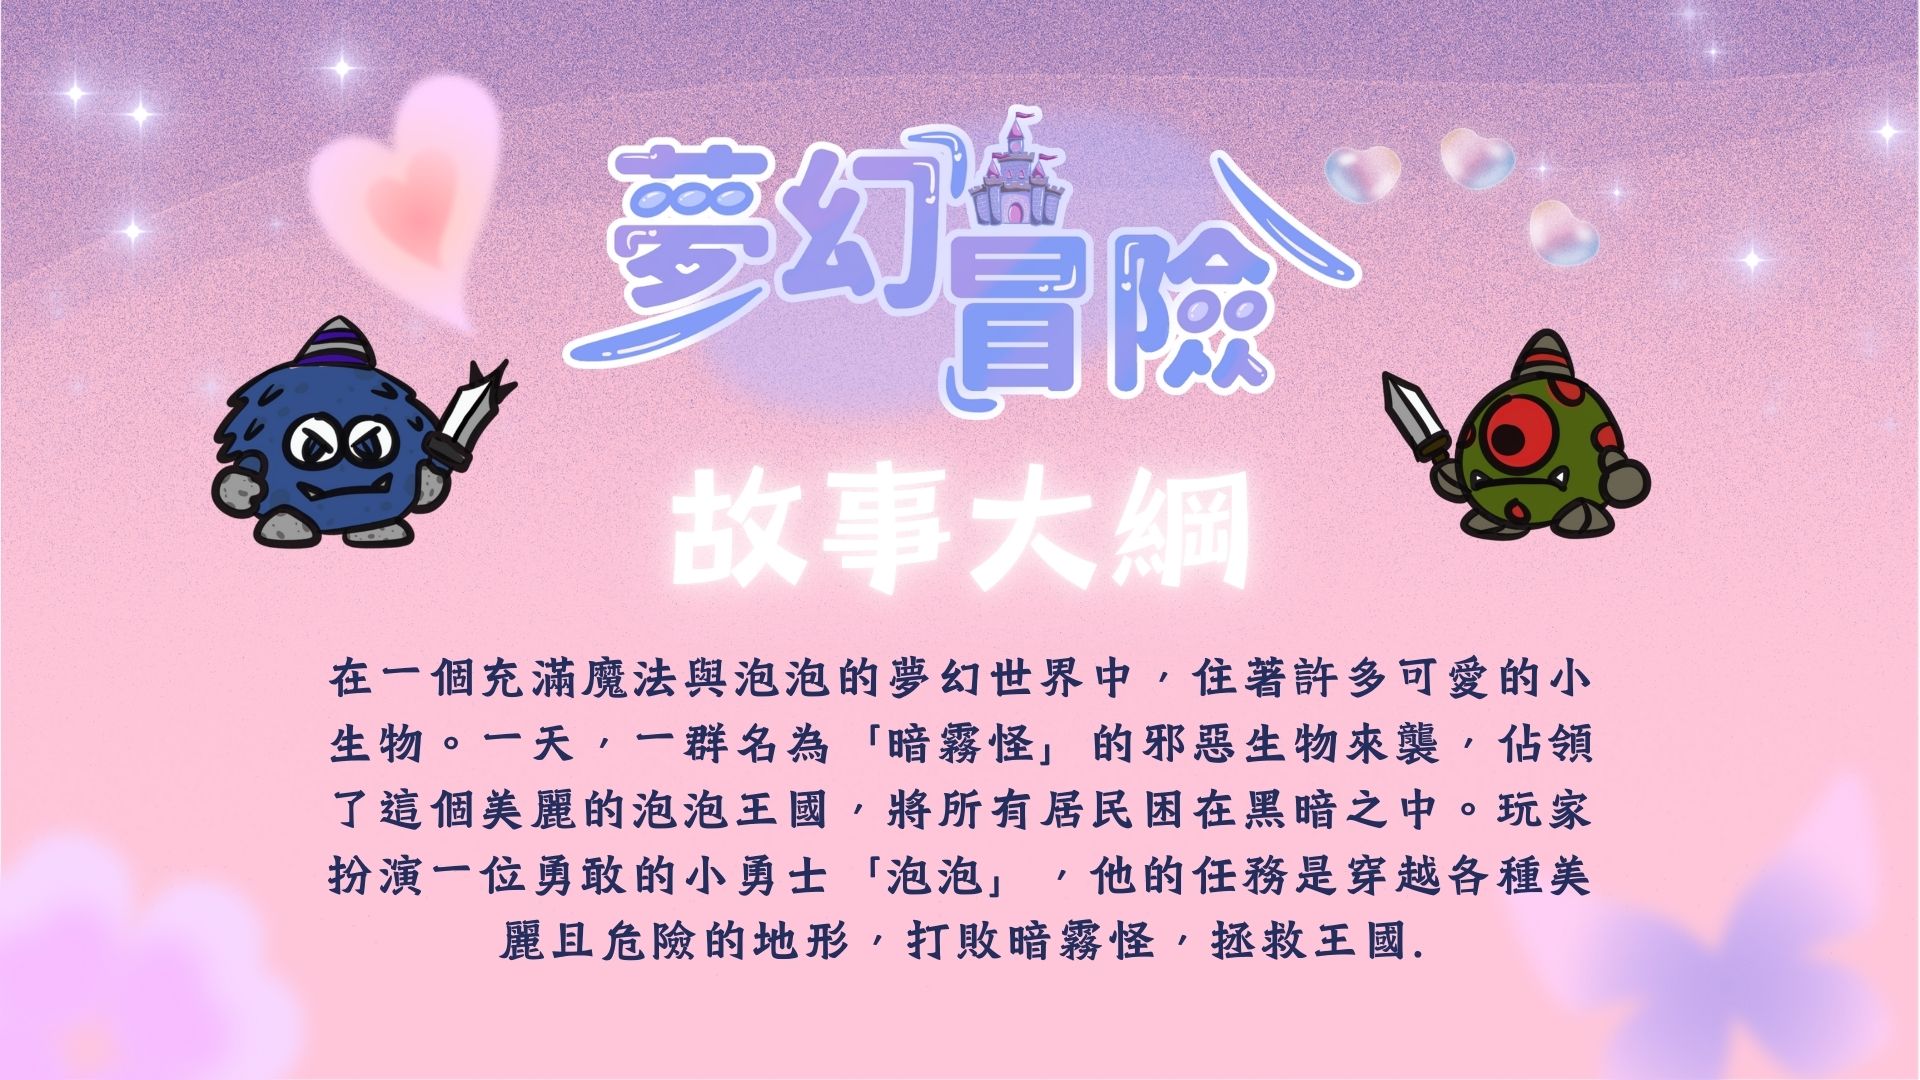 夢幻冒險
故事大綱
在一個充滿魔法與泡泡的夢幻世界中，住著許多可愛的小
生物。一天，一群名為「暗霧怪」的邪惡生物來襲，佔領
了這個美麗的泡泡王國，將所有居民困在黑暗之中。玩家
扮演一位勇敢的小勇士「泡泡」，他的任務是穿越各種美
麗且危險的地形，打敗暗霧怪，拯救王國.